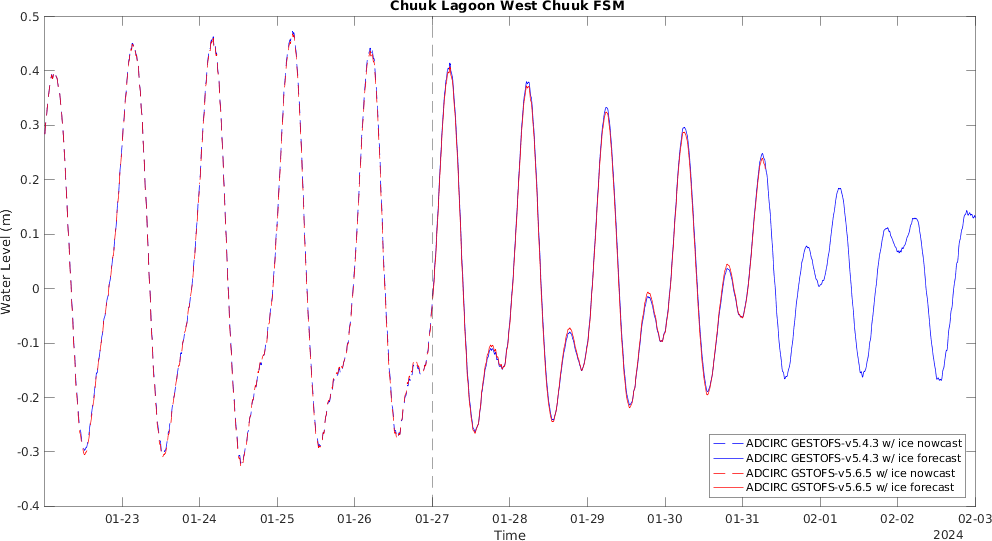 Chuuk Lagoon West Chuuk FSM
Water Level (m)
0.5
0.4
0.3
0.2
0.1
0
-0.1
-0.2
-0.3
-0.4
ADCIRC GESTOFS-v5.4.3 w/ ice nowcast
ADCIRC GESTOFS-v5.4.3 w/ ice forecast
ADCIRC GSTOFS-v5.6.5 w/ ice nowcast
ADCIRC GSTOFS-v5.6.5 w/ ice forecast
01-23 01-24 01-25 01-26 01-27 01-28 01-29 01-30 01-31 02-01 02-02 02-03
Time
2024